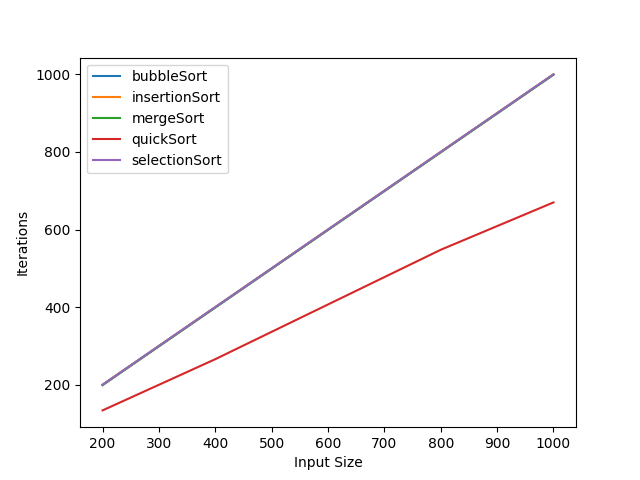 bubbleSort
insertionSort
mergeSort
quickSort
selectionSort
1000
800
600
400
200
Iterations
200 300 400 500 600 700 800 900 1000
Input Size